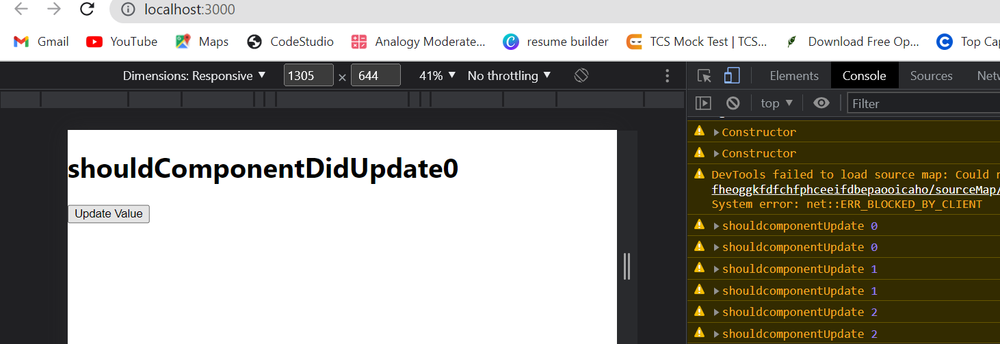 localhost:3000
Gmail YouTube Maps CodeStudio Analogy Moderate... resume builder TCS Mock Test | TCS... Download Free Op... Top Ca
Dimensions: Responsive ▼ 1305 × 644 41% ▼ No throttling ▼
Elements Console Sources Netw
top ▼ Filter
shouldComponentDidUpdate0
Update Value
Constructor
Constructor
DevTools failed to load source map: Could n
fheoggkfdfchfphceeifdbepaooicaho/sourceMap/
System error: net::ERR_BLOCKED_BY_CLIENT
shouldcomponentUpdate 0
shouldcomponentUpdate 0
shouldcomponentUpdate 1
shouldcomponentUpdate 1
shouldcomponentUpdate 2
shouldcomponentUpdate 2